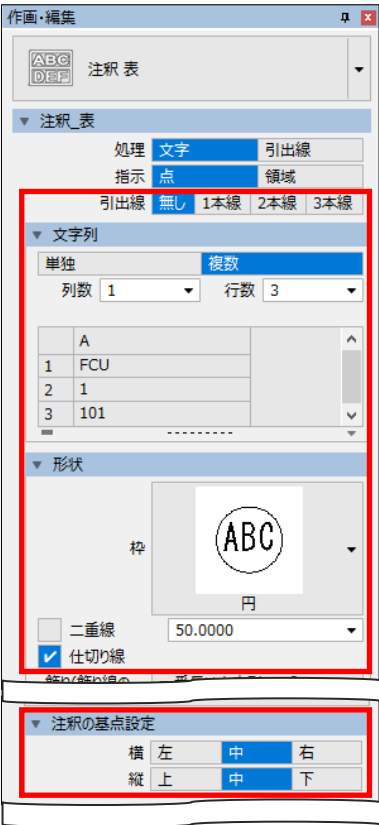 作画・編集
ABC
DEF
注釈 表
注釈_表
処理 文字 引出線
指示 点 領域
引出線 無し 1本線 2本線 3本線
文字列
単独 複数
列数 1 行数 3
A
1 FCU
2 1
3 101
形状
枠
ABC
円
二重線 50.0000
仕切り線
注釈の基点設定
横 左 中 右
縦 上 中 下